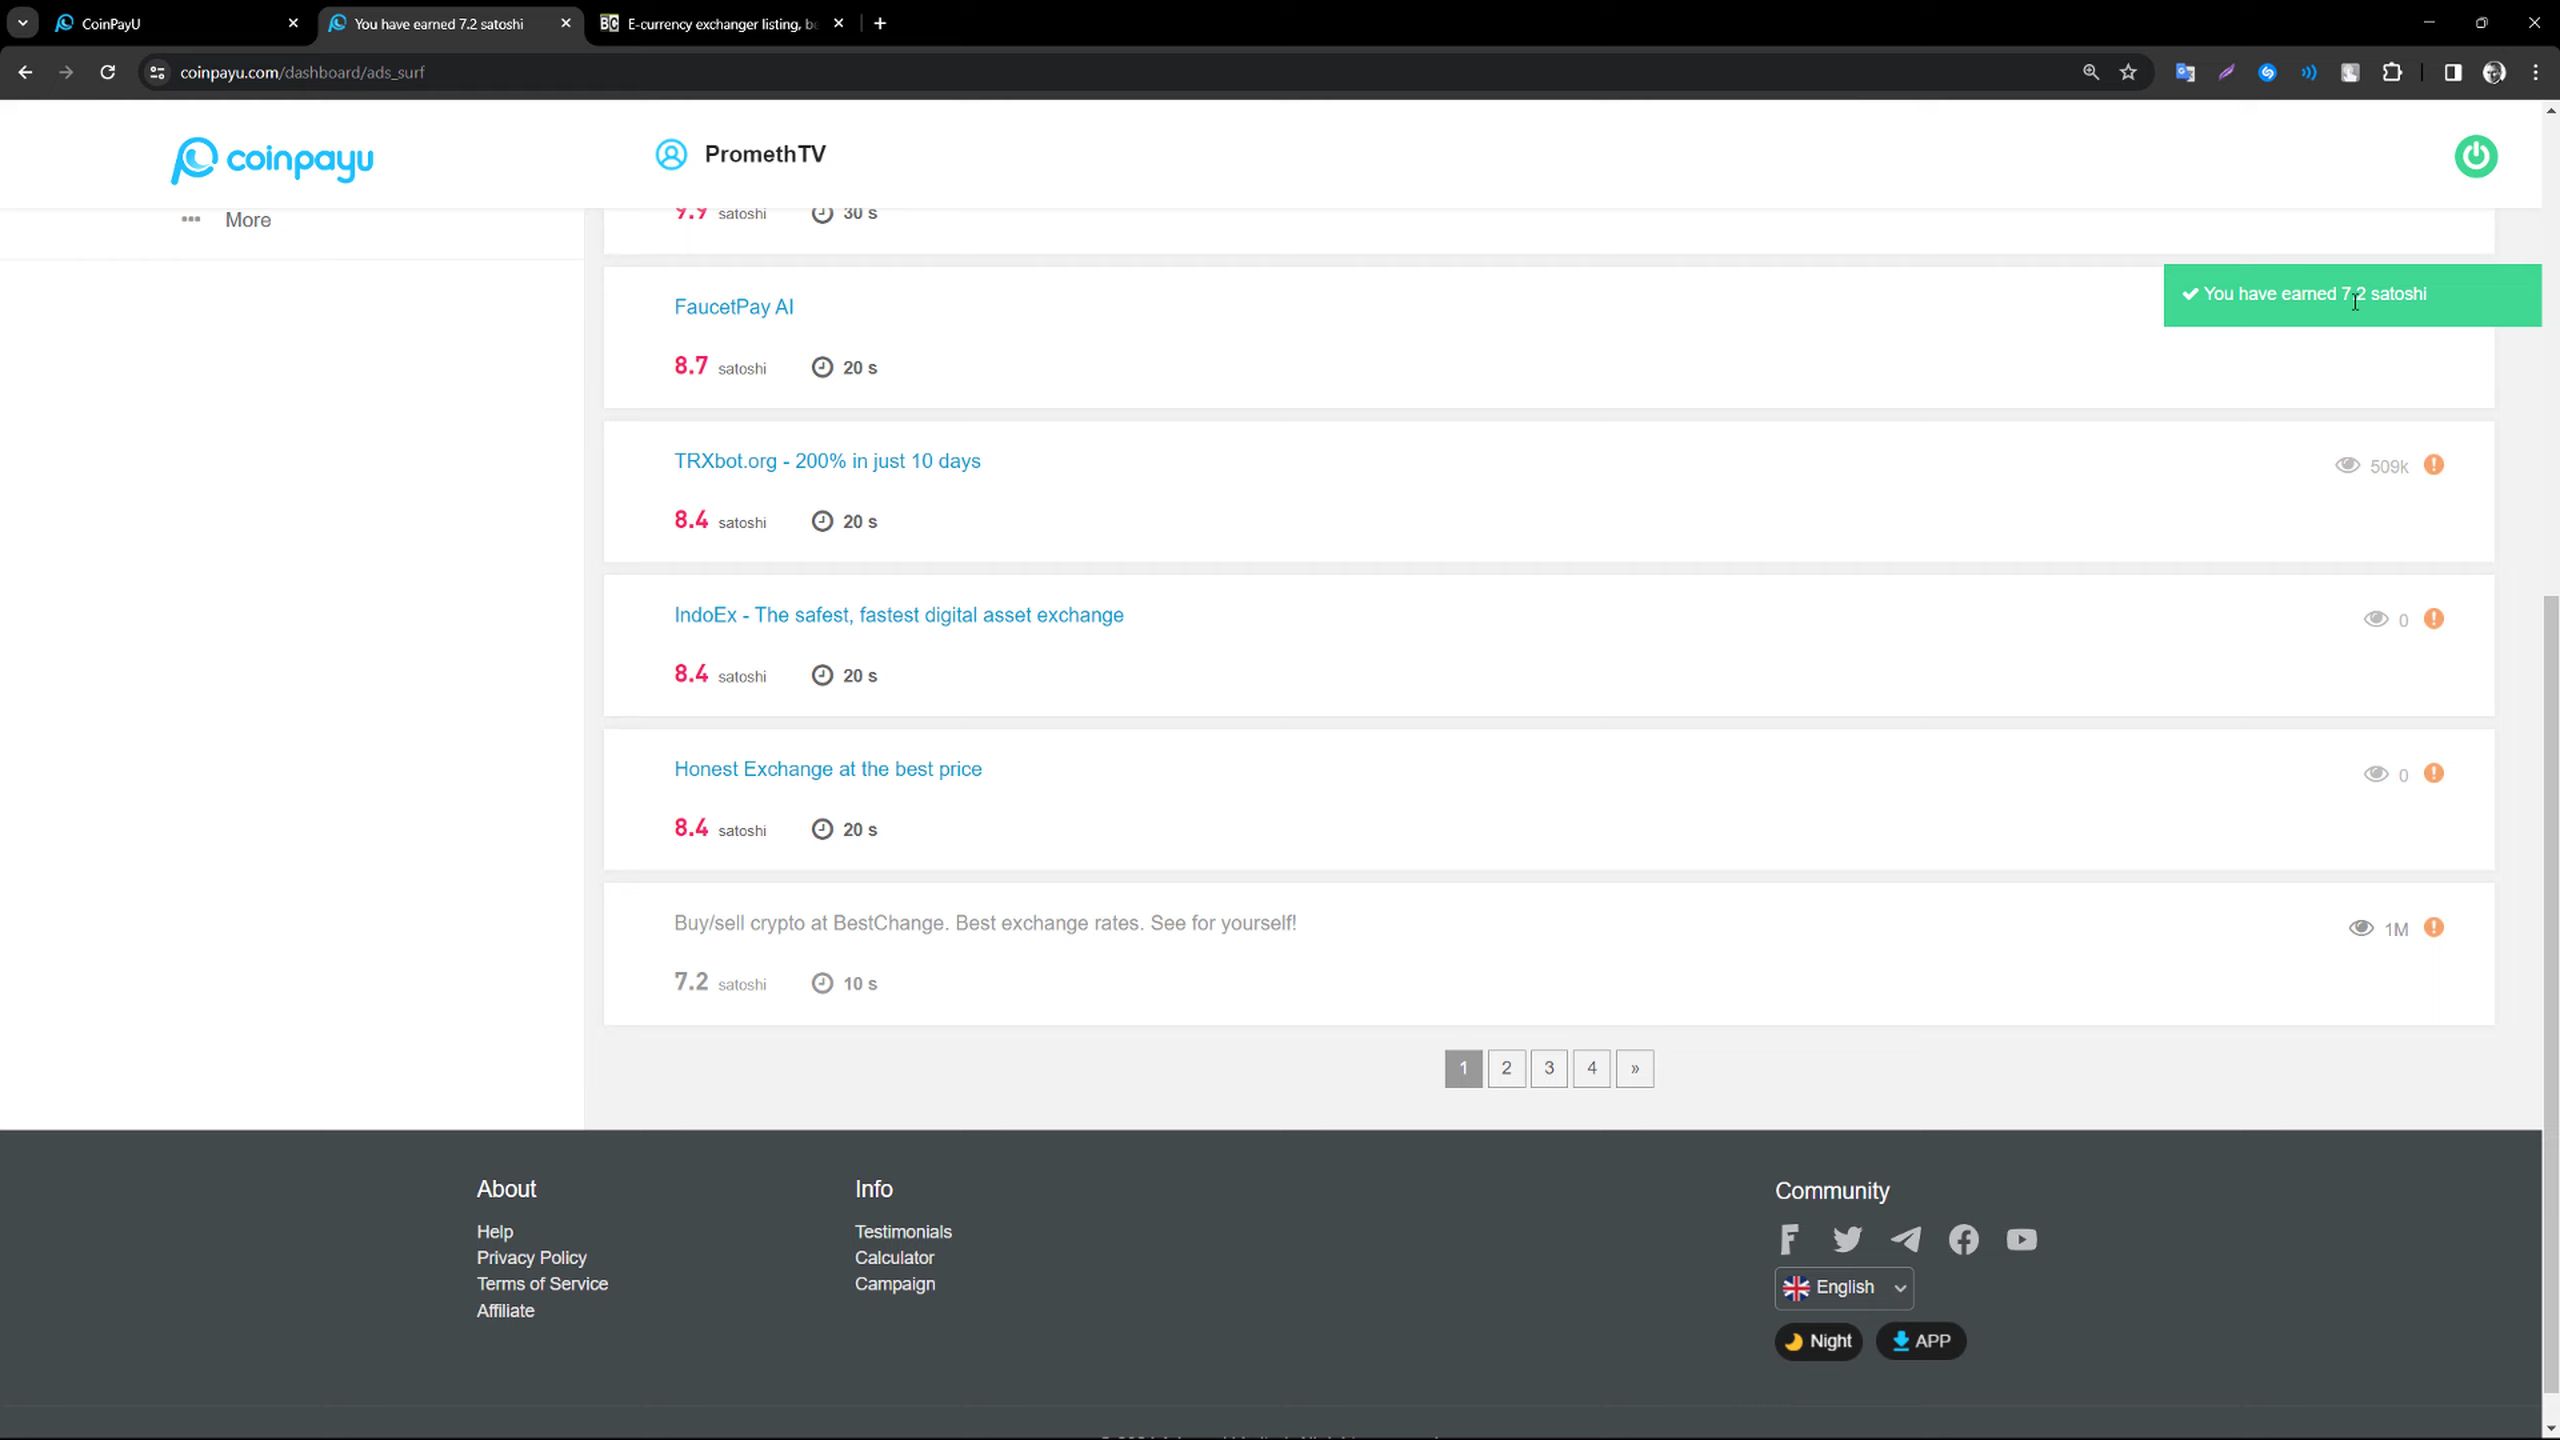 CoinPayU
You have earned 7.2 satoshi
BC E-currency exchanger listing, be
coinpayu.com/dashboard/ads_surf
coinpayu
PromethTV
More
9.9 satoshi 30 s
FaucetPay AI
8.7 satoshi 20 s
You have earned 7.2 satoshi
TRXbot.org - 200% in just 10 days
509k
8.4 satoshi 20 s
IndoEx - The safest, fastest digital asset exchange
0
8.4 satoshi 20 s
Honest Exchange at the best price
0
8.4 satoshi 20 s
Buy/sell crypto at BestChange. Best exchange rates. See for yourself!
1M
7.2 satoshi 10 s
1 2 3 4 »
About
Help
Privacy Policy
Terms of Service
Affiliate
Info
Testimonials
Calculator
Campaign
Community
English
Night APP